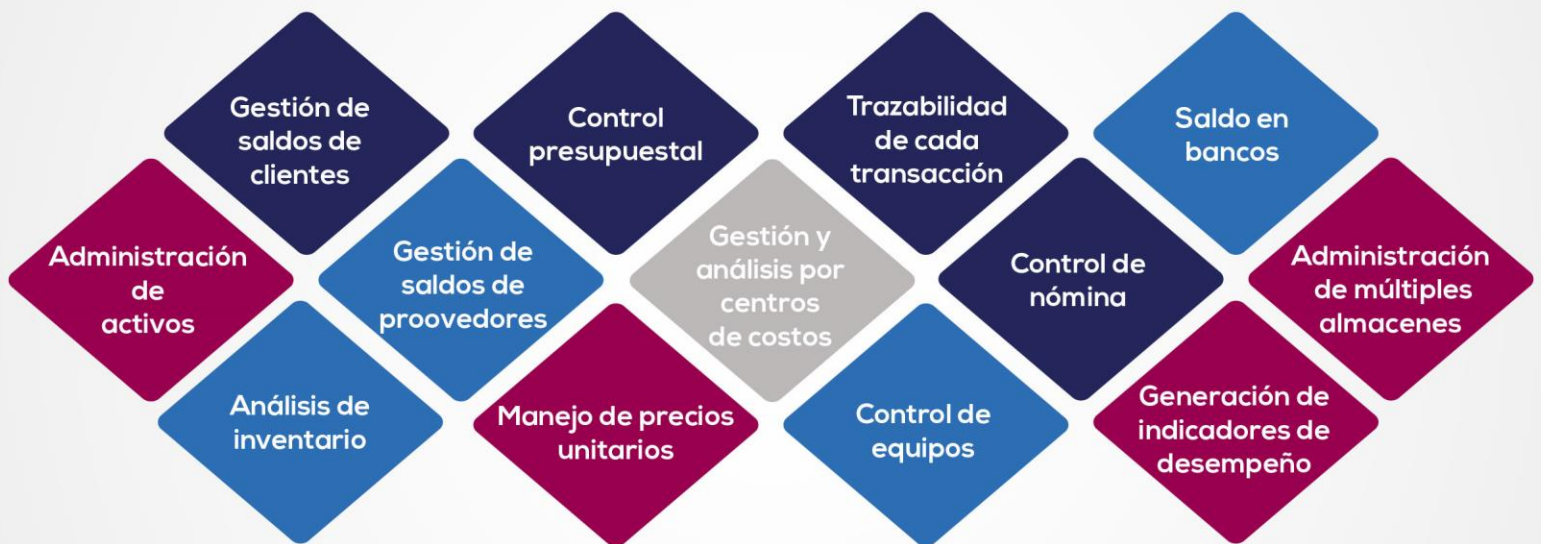 Gestión de
saldos de
clientes
Control
presupuestal
Trazabilidad
de cada
transacción
Saldo en
bancos
Administración
de
activos
Gestión de
saldos de
proovedores
Gestión y
análisis por
centros
de costos
Control de
nómina
Administración
de múltiples
almacenes
Análisis de
inventario
Manejo de precios
unitarios
Control de
equipos
Generación de
indicadores de
desempeño